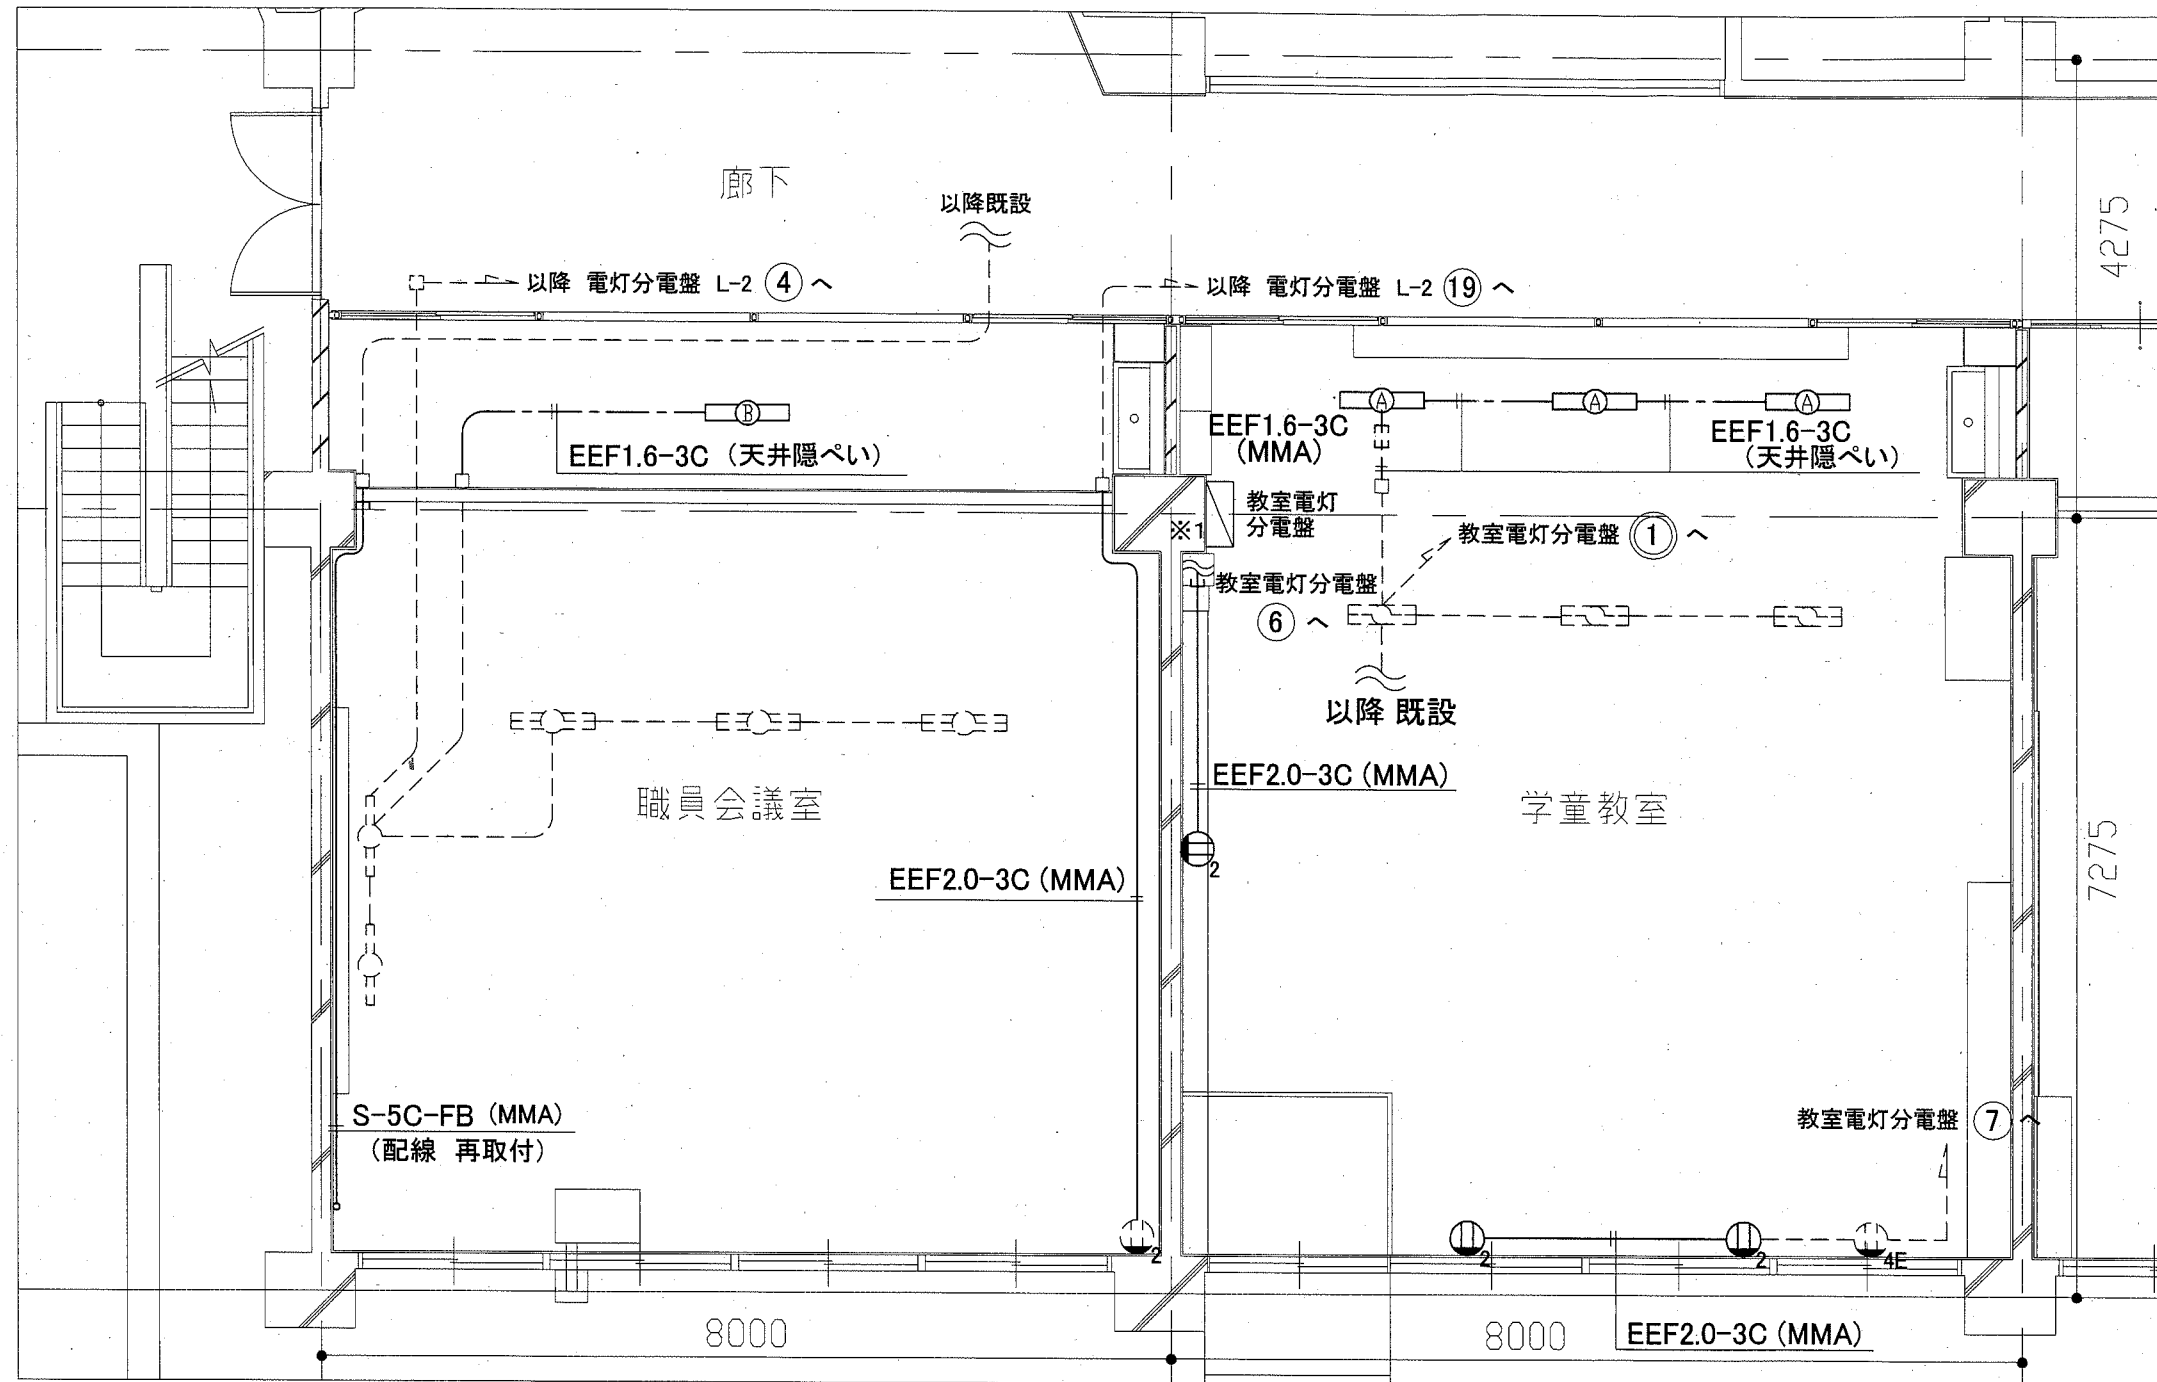 廊下
以降既設
4275
以降 電灯分電盤 L-2 ④ へ
以降 電灯分電盤 L-2 ⑲ へ
B
A
A
A
EEF1.6-3C (天井隠ぺい)
EEF1.6-3C
(MMA)
EEF1.6-3C
(天井隠ぺい)
※1
教室電灯
分電盤
教室電灯分電盤 ① へ
教室電灯分電盤
⑥ へ
以降 既設
EEF2.0-3C (MMA)
職員会議室
学童教室
7275
2
EEF2.0-3C (MMA)
S-5C-FB (MMA)
(配線 再取付)
教室電灯分電盤 ⑦ へ
2
2
2
4E
8000
8000
EEF2.0-3C (MMA)